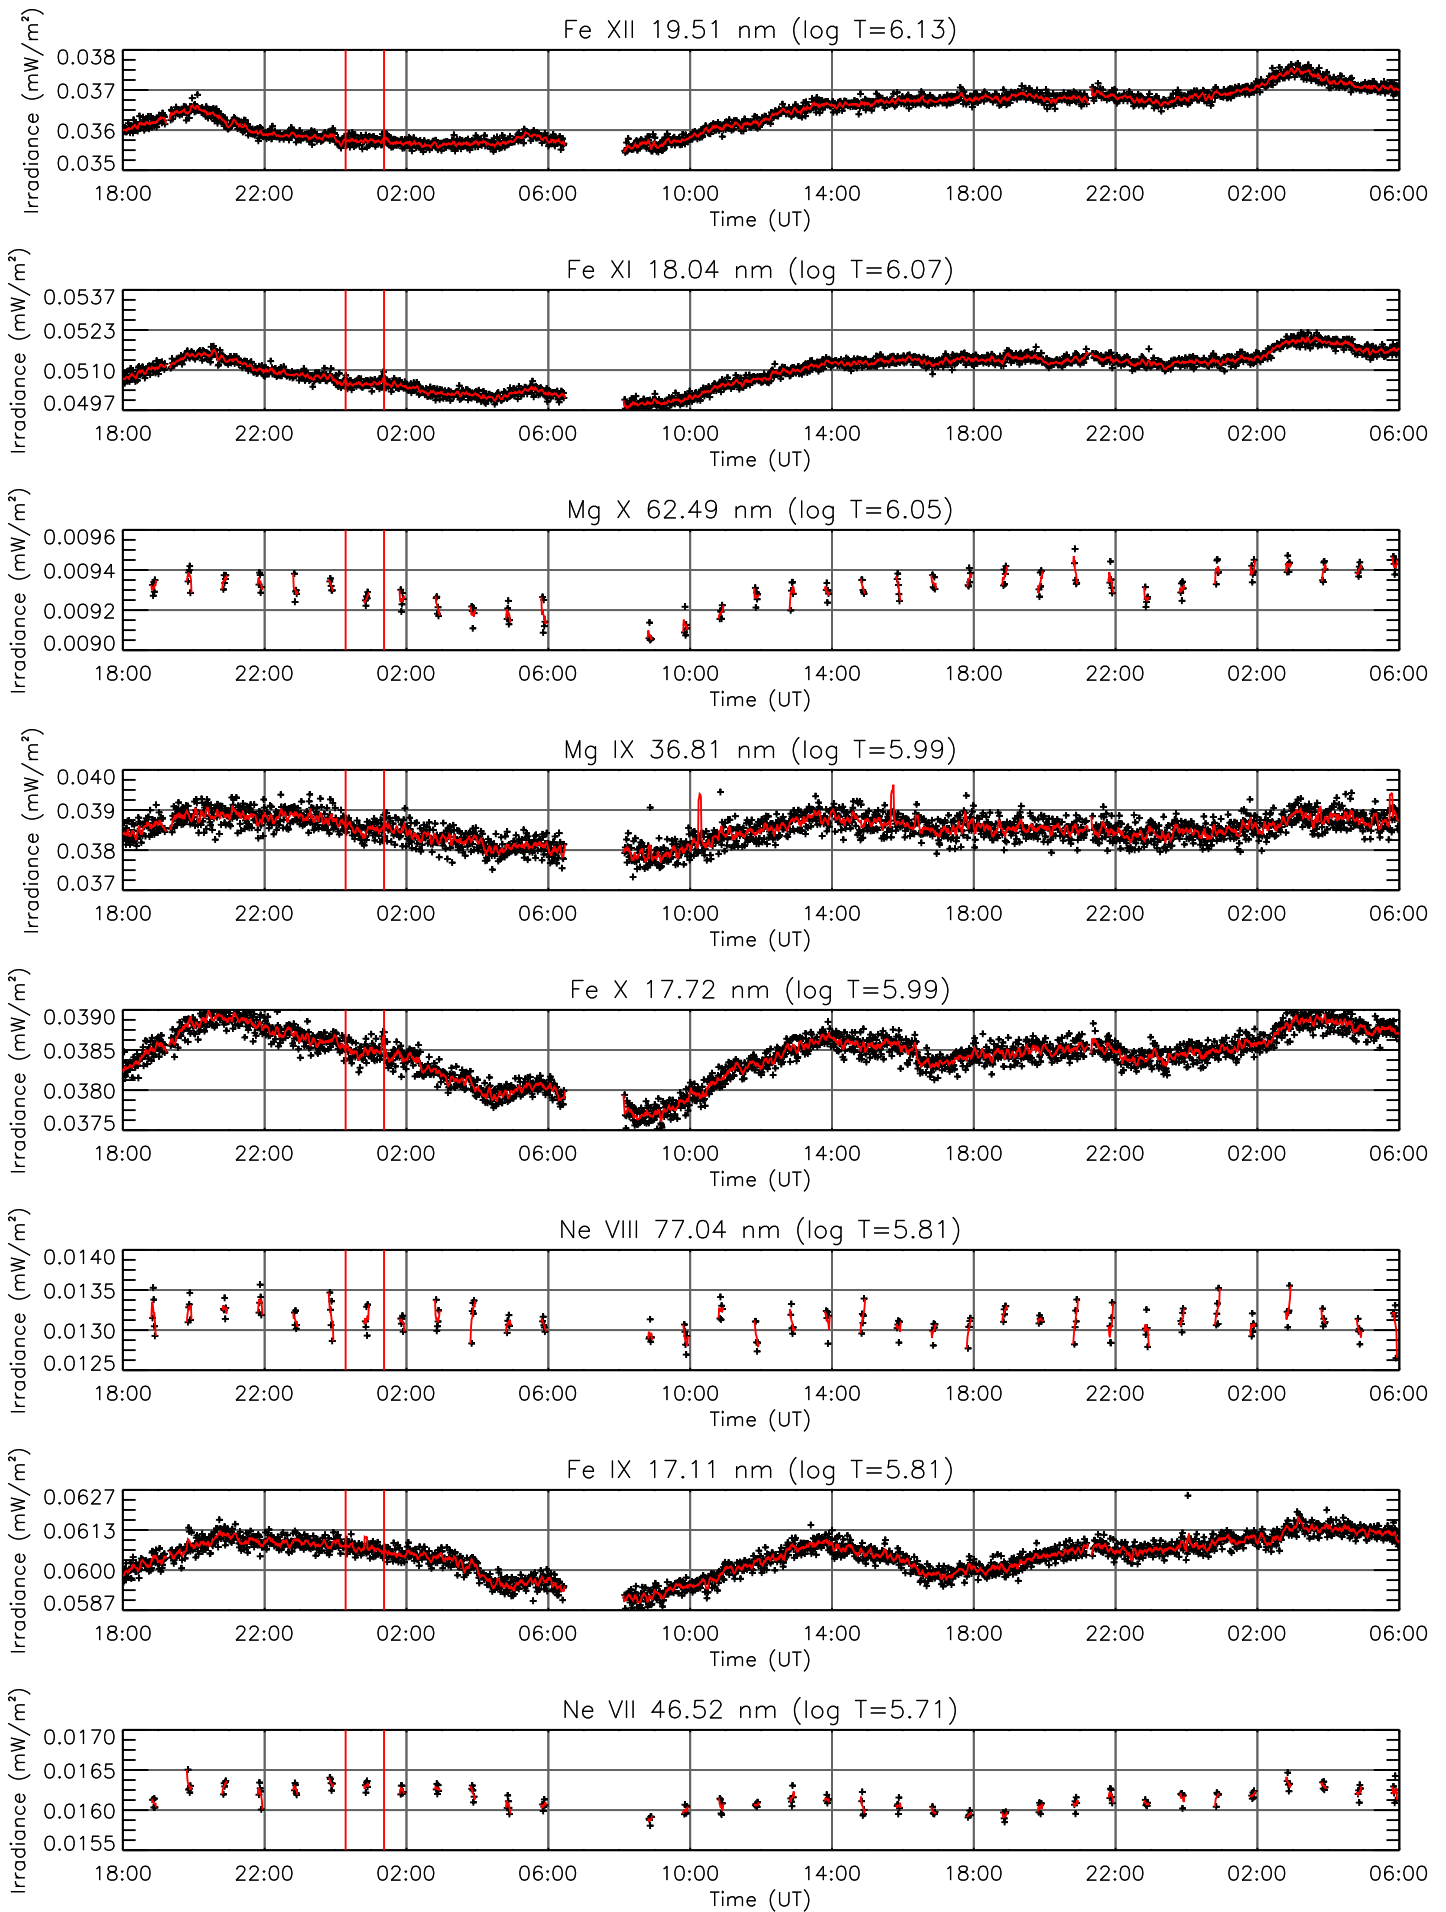 Fe XII 19.51 nm (log T=6.13)
Irradiance (mW/m²)
0.038
0.037
0.036
0.035
18:00 22:00 02:00 06:00 10:00 14:00 18:00 22:00 02:00 06:00
Time (UT)
Fe XI 18.04 nm (log T=6.07)
Irradiance (mW/m²)
0.0537
0.0523
0.0510
0.0497
18:00 22:00 02:00 06:00 10:00 14:00 18:00 22:00 02:00 06:00
Time (UT)
Mg X 62.49 nm (log T=6.05)
Irradiance (mW/m²)
0.0096
0.0094
0.0092
0.0090
18:00 22:00 02:00 06:00 10:00 14:00 18:00 22:00 02:00 06:00
Time (UT)
Mg IX 36.81 nm (log T=5.99)
Irradiance (mW/m²)
0.040
0.039
0.038
0.037
18:00 22:00 02:00 06:00 10:00 14:00 18:00 22:00 02:00 06:00
Time (UT)
Fe X 17.72 nm (log T=5.99)
Irradiance (mW/m²)
0.0390
0.0385
0.0380
0.0375
18:00 22:00 02:00 06:00 10:00 14:00 18:00 22:00 02:00 06:00
Time (UT)
Ne VIII 77.04 nm (log T=5.81)
Irradiance (mW/m²)
0.0140
0.0135
0.0130
0.0125
18:00 22:00 02:00 06:00 10:00 14:00 18:00 22:00 02:00 06:00
Time (UT)
Fe IX 17.11 nm (log T=5.81)
Irradiance (mW/m²)
0.0627
0.0613
0.0600
0.0587
18:00 22:00 02:00 06:00 10:00 14:00 18:00 22:00 02:00 06:00
Time (UT)
Ne VII 46.52 nm (log T=5.71)
Irradiance (mW/m²)
0.0170
0.0165
0.0160
0.0155
18:00 22:00 02:00 06:00 10:00 14:00 18:00 22:00 02:00 06:00
Time (UT)